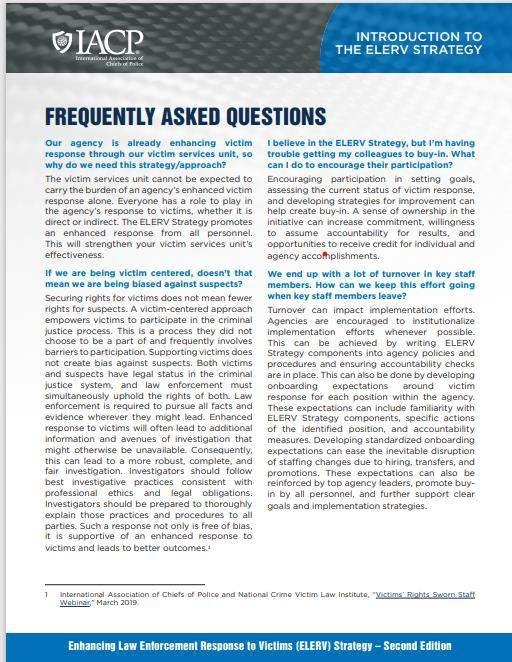 IACP
International Association of
Chiefs of Police
INTRODUCTION TO
THE ELERV STRATEGY
FREQUENTLY ASKED QUESTIONS
Our agency is already enhancing victim
response through our victim services unit, so
why do we need this strategy/approach?
The victim services unit cannot be expected to
carry the burden of an agency's enhanced victim
response alone. Everyone has a role to play in
the agency's response to victims, whether it is
direct or indirect. The ELERV Strategy promotes
an enhanced response from all personnel.
This will strengthen your victim services unit's
effectiveness.
If we are being victim centered, doesn't that
mean we are being biased against suspects?
Securing rights for victims does not mean fewer
rights for suspects. A victim-centered approach
empowers victims to participate in the criminal
justice process. This is a process they did not
choose to be a part of and frequently involves
barriers to participation. Supporting victims does
not create bias against suspects. Both victims
and suspects have legal status in the criminal
justice system, and law enforcement must
simultaneously uphold the rights of both. Law
enforcement is required to pursue all facts and
evidence wherever they might lead. Enhanced
response to victims will often lead to additional
information and avenues of investigation that
might otherwise be unavailable. Consequently,
this can lead to a more robust, complete, and
fair investigation. Investigators should follow
best investigative practices consistent with
professional ethics and legal obligations.
Investigators should be prepared to thoroughly
explain those practices and procedures to all
parties. Such a response not only is free of bias,
it is supportive of an enhanced response to
victims and leads to better outcomes.¹
I believe in the ELERV Strategy, but I'm having
trouble getting my colleagues to buy-in. What
can I do to encourage their participation?
Encouraging participation in setting goals,
assessing the current status of victim response,
and developing strategies for improvement can
help create buy-in. A sense of ownership in the
initiative can increase commitment, willingness
to assume accountability for results, and
opportunities to receive credit for individual and
agency accomplishments.
We end up with a lot of turnover in key staff
members. How can we keep this effort going
when key staff members leave?
Turnover can impact implementation efforts.
Agencies are encouraged to institutionalize
implementation efforts whenever possible.
This can be achieved by writing ELERV
Strategy components into agency policies and
procedures and ensuring accountability checks
are in place. This can also be done by developing
onboarding expectations around victim
response for each position within the agency.
These expectations can include familiarity with
ELERV Strategy components, specific actions
of the identified position, and accountability
measures. Developing standardized onboarding
expectations can ease the inevitable disruption
of staffing changes due to hiring, transfers, and
promotions. These expectations can also be
reinforced by top agency leaders, promote buy-
in by all personnel, and further support clear
goals and implementation strategies.
1 International Association of Chiefs of Police and National Crime Victim Law Institute, "Victims' Rights Sworn Staff
Webinar," March 2019.
Enhancing Law Enforcement Response to Victims (ELERV) Strategy – Second Edition